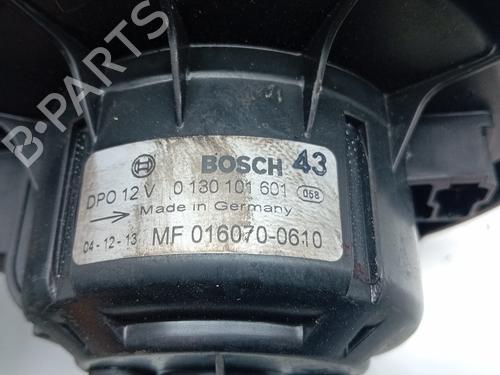 B-PARTS
BOSCH 43
DPO 12 V 0 130 101 601 058
Made in Germany
04-12-13 MF 016070-0610